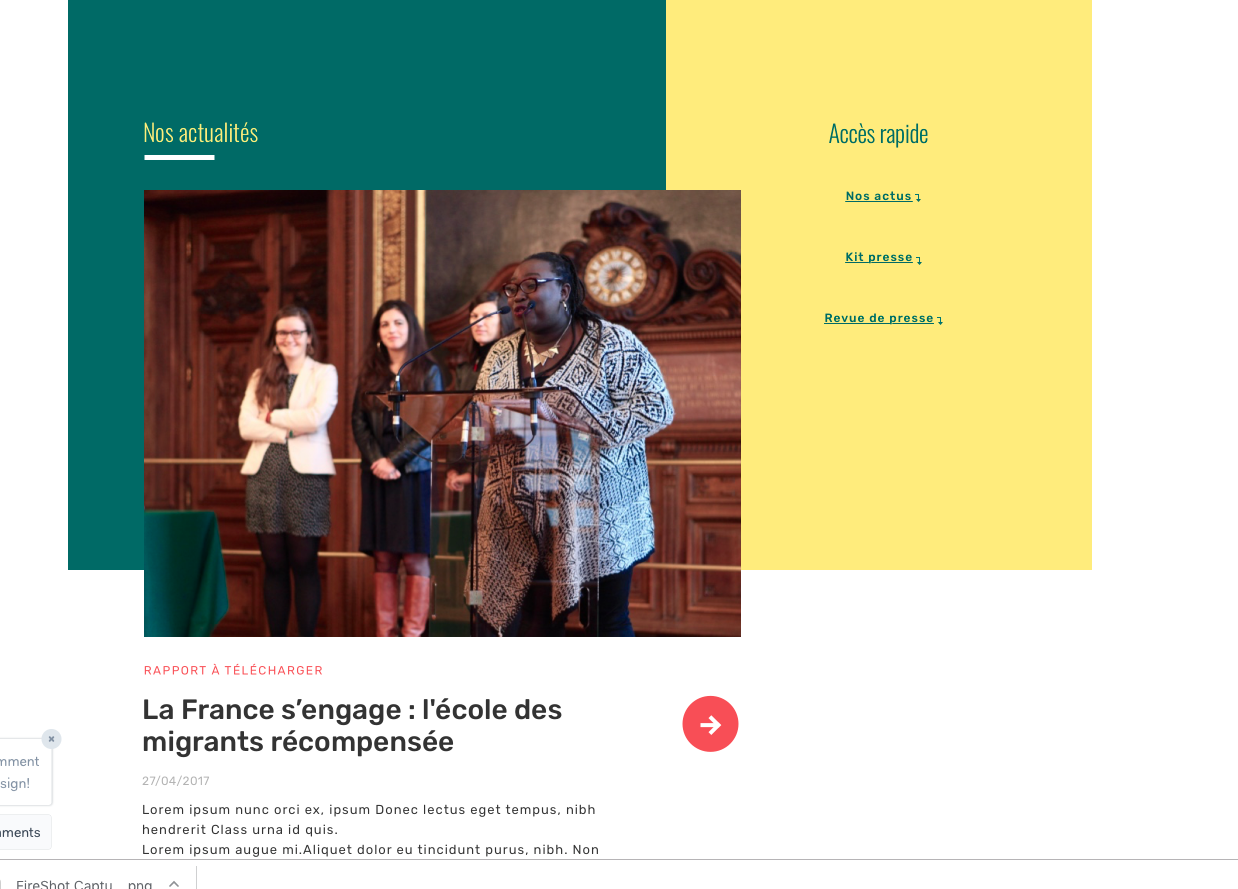 Nos actualités
Accès rapide
Nos actus
Kit presse
Revue de presse
RAPPORT À TÉLÉCHARGER
La France s’engage : l'école des
migrants récompensée
27/04/2017
Lorem ipsum nunc orci ex, ipsum Donec lectus eget tempus, nibh
hendrerit Class urna id quis.
Lorem ipsum augue mi.Aliquet dolor eu tincidunt purus, nibh. Non
mment
sign!
ments
FireShot Captu....png